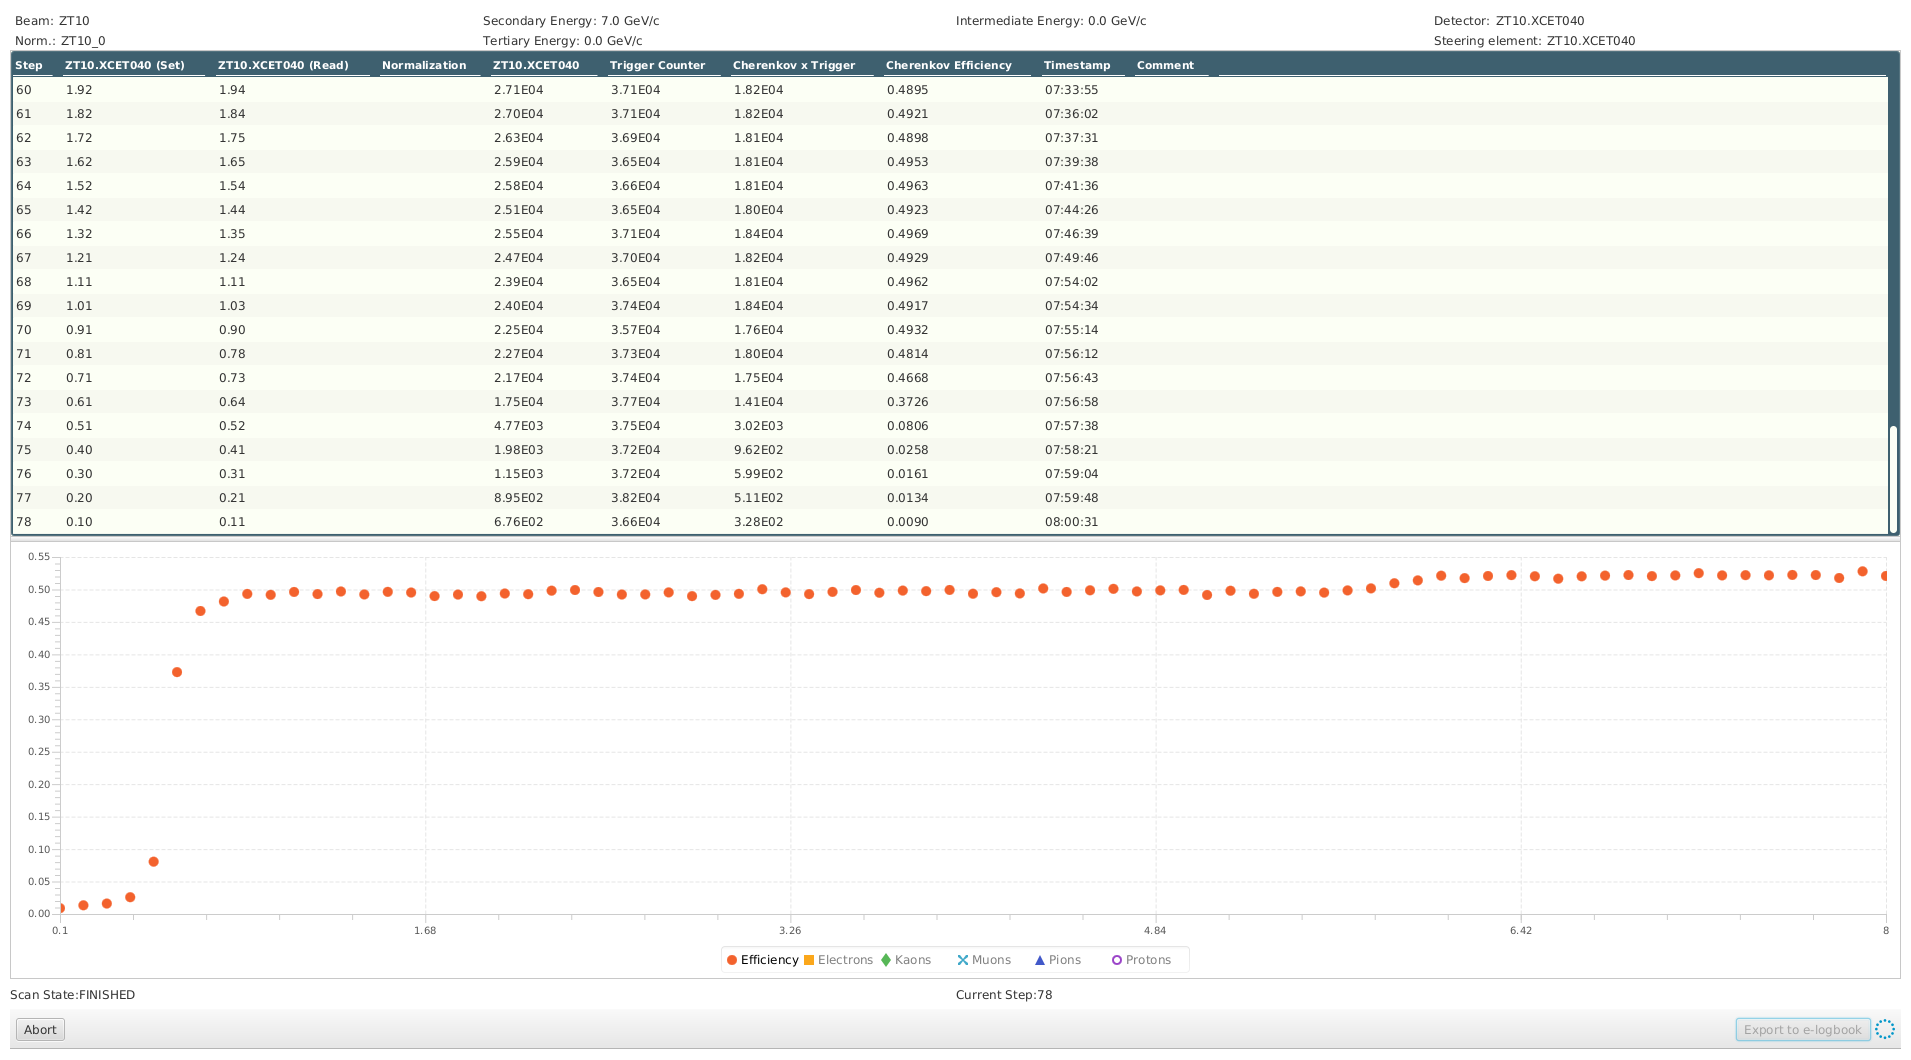 Beam: ZT10 Secondary Energy: 7.0 GeV/c Intermediate Energy: 0.0 GeV/c Detector: ZT10.XCET040
Norm.: ZT10_0 Tertiary Energy: 0.0 GeV/c Steering element: ZT10.XCET040
Step ZT10.XCET040 (Set) ZT10.XCET040 (Read) Normalization ZT10.XCET040 Trigger Counter Cherenkov x Trigger Cherenkov Efficiency Timestamp Comment
60 1.92 1.94 2.71E04 3.71E04 1.82E04 0.4895 07:33:55
61 1.82 1.84 2.70E04 3.71E04 1.82E04 0.4921 07:36:02
62 1.72 1.75 2.63E04 3.69E04 1.81E04 0.4898 07:37:31
63 1.62 1.65 2.59E04 3.65E04 1.81E04 0.4953 07:39:38
64 1.52 1.54 2.58E04 3.66E04 1.81E04 0.4963 07:41:36
65 1.42 1.44 2.51E04 3.65E04 1.80E04 0.4923 07:44:26
66 1.32 1.35 2.55E04 3.71E04 1.84E04 0.4969 07:46:39
67 1.21 1.24 2.47E04 3.70E04 1.82E04 0.4929 07:49:46
68 1.11 1.11 2.39E04 3.65E04 1.81E04 0.4962 07:54:02
69 1.01 1.03 2.40E04 3.74E04 1.84E04 0.4917 07:54:34
70 0.91 0.90 2.25E04 3.57E04 1.76E04 0.4932 07:55:14
71 0.81 0.78 2.27E04 3.73E04 1.80E04 0.4814 07:56:12
72 0.71 0.73 2.17E04 3.74E04 1.75E04 0.4668 07:56:43
73 0.61 0.64 1.75E04 3.77E04 1.41E04 0.3726 07:56:58
74 0.51 0.52 4.77E03 3.75E04 3.02E03 0.0806 07:57:38
75 0.40 0.41 1.98E03 3.72E04 9.62E02 0.0258 07:58:21
76 0.30 0.31 1.15E03 3.72E04 5.99E02 0.0161 07:59:04
77 0.20 0.21 8.95E02 3.82E04 5.11E02 0.0134 07:59:48
78 0.10 0.11 6.76E02 3.66E04 3.28E02 0.0090 08:00:31
0.55
0.50
0.45
0.40
0.35
0.30
0.25
0.20
0.15
0.10
0.05
0.00
0.1 1.68 3.26 4.84 6.42 8
Efficiency Electrons Kaons Muons Pions Protons
Scan State:FINISHED Current Step:78
Abort Export to e-logbook